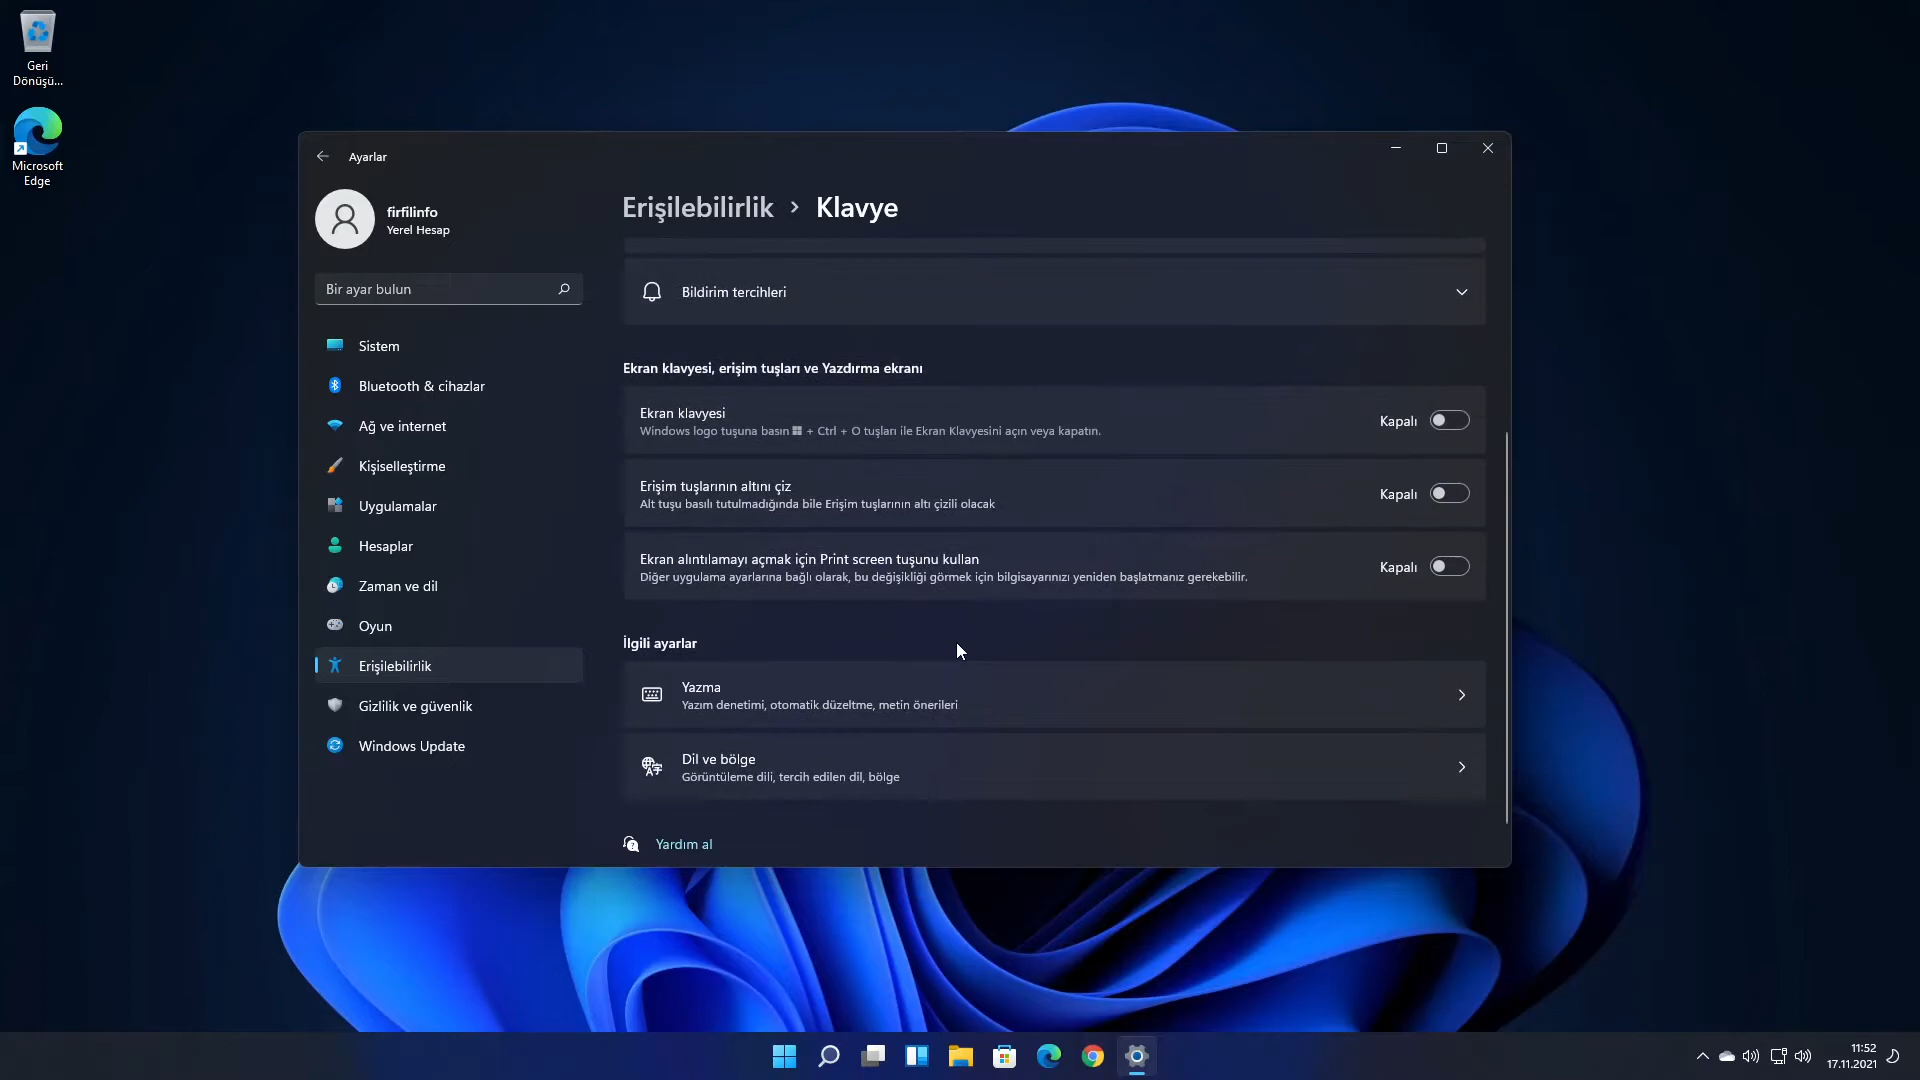 Geri
Dönüşü...
Microsoft
Edge
Ayarlar
firfilinfo
Yerel Hesap
Bir ayar bulun
Sistem
Bluetooth & cihazlar
Ağ ve internet
Kişiselleştirme
Uygulamalar
Hesaplar
Zaman ve dil
Oyun
Erişilebilirlik
Gizlilik ve güvenlik
Windows Update
Erişilebilirlik > Klavye
Bildirim tercihleri
Ekran klavyesi, erişim tuşları ve Yazdırma ekranı
Ekran klavyesi
Windows logo tuşuna basın + Ctrl + O tuşları ile Ekran Klavyesini açın veya kapatın.
Kapalı
Erişim tuşlarının altını çiz
Alt tuşu basılı tutulmadığında bile Erişim tuşlarının altı çizili olacak
Kapalı
Ekran alıntılamayı açmak için Print screen tuşunu kullan
Diğer uygulama ayarlarına bağlı olarak, bu değişikliği görmek için bilgisayarınızı yeniden başlatmanız gerekebilir.
Kapalı
İlgili ayarlar
Yazma
Yazım denetimi, otomatik düzeltme, metin önerileri
Dil ve bölge
Görüntüleme dili, tercih edilen dil, bölge
Yardım al
11:52
17.11.2021